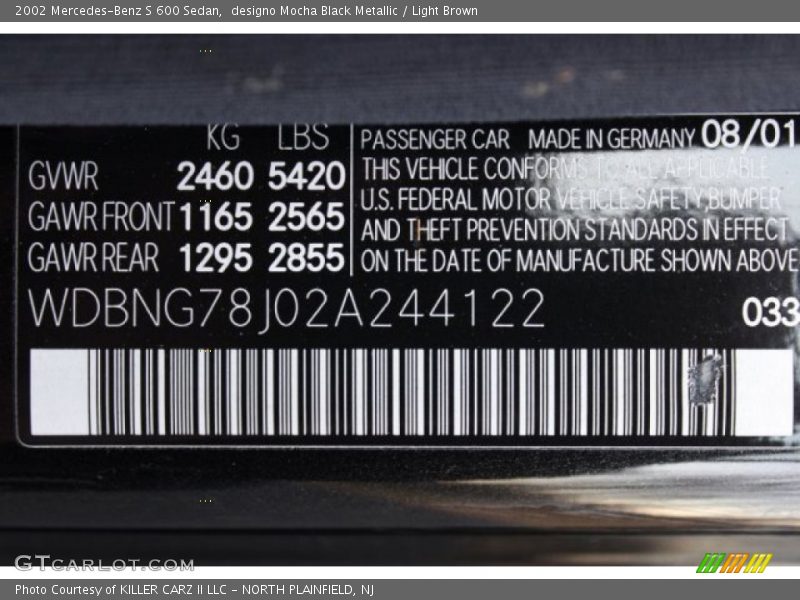 2002 Mercedes-Benz S 600 Sedan,  designo Mocha Black Metallic / Light Brown
KG LBS
GVWR 2460 5420
GAWR FRONT 1165 2565
GAWR REAR 1295 2855
PASSENGER CAR MADE IN GERMANY 08/01
THIS VEHICLE CONFORMS TO ALL APPLICABLE
U.S. FEDERAL MOTOR VEHICLE SAFETY BUMPER
AND THEFT PREVENTION STANDARDS IN EFFECT
ON THE DATE OF MANUFACTURE SHOWN ABOVE
WDBNG78J02A244122
033
GTCARLOT.COM
Photo Courtesy of KILLER CARZ II LLC - NORTH PLAINFIELD, NJ